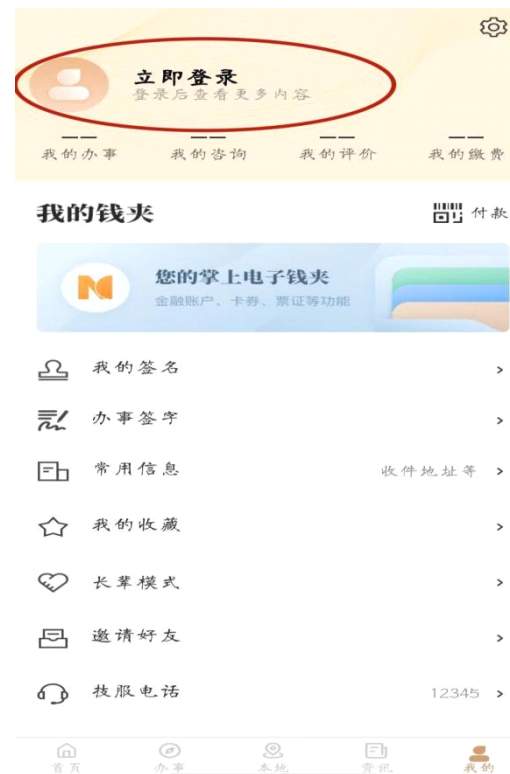 立即登录
登录后查看更多内容
—— —— —— ——
我的办事 我的咨询 我的评价 我的缴费
我的钱夹 付款
您的掌上电子钱夹
金融账户、卡券、票证等功能
我的签名
办事签字
常用信息 收件地址等
我的收藏
长辈模式
邀请好友
技服电话 12345
首页 办事 本地 资讯 我的